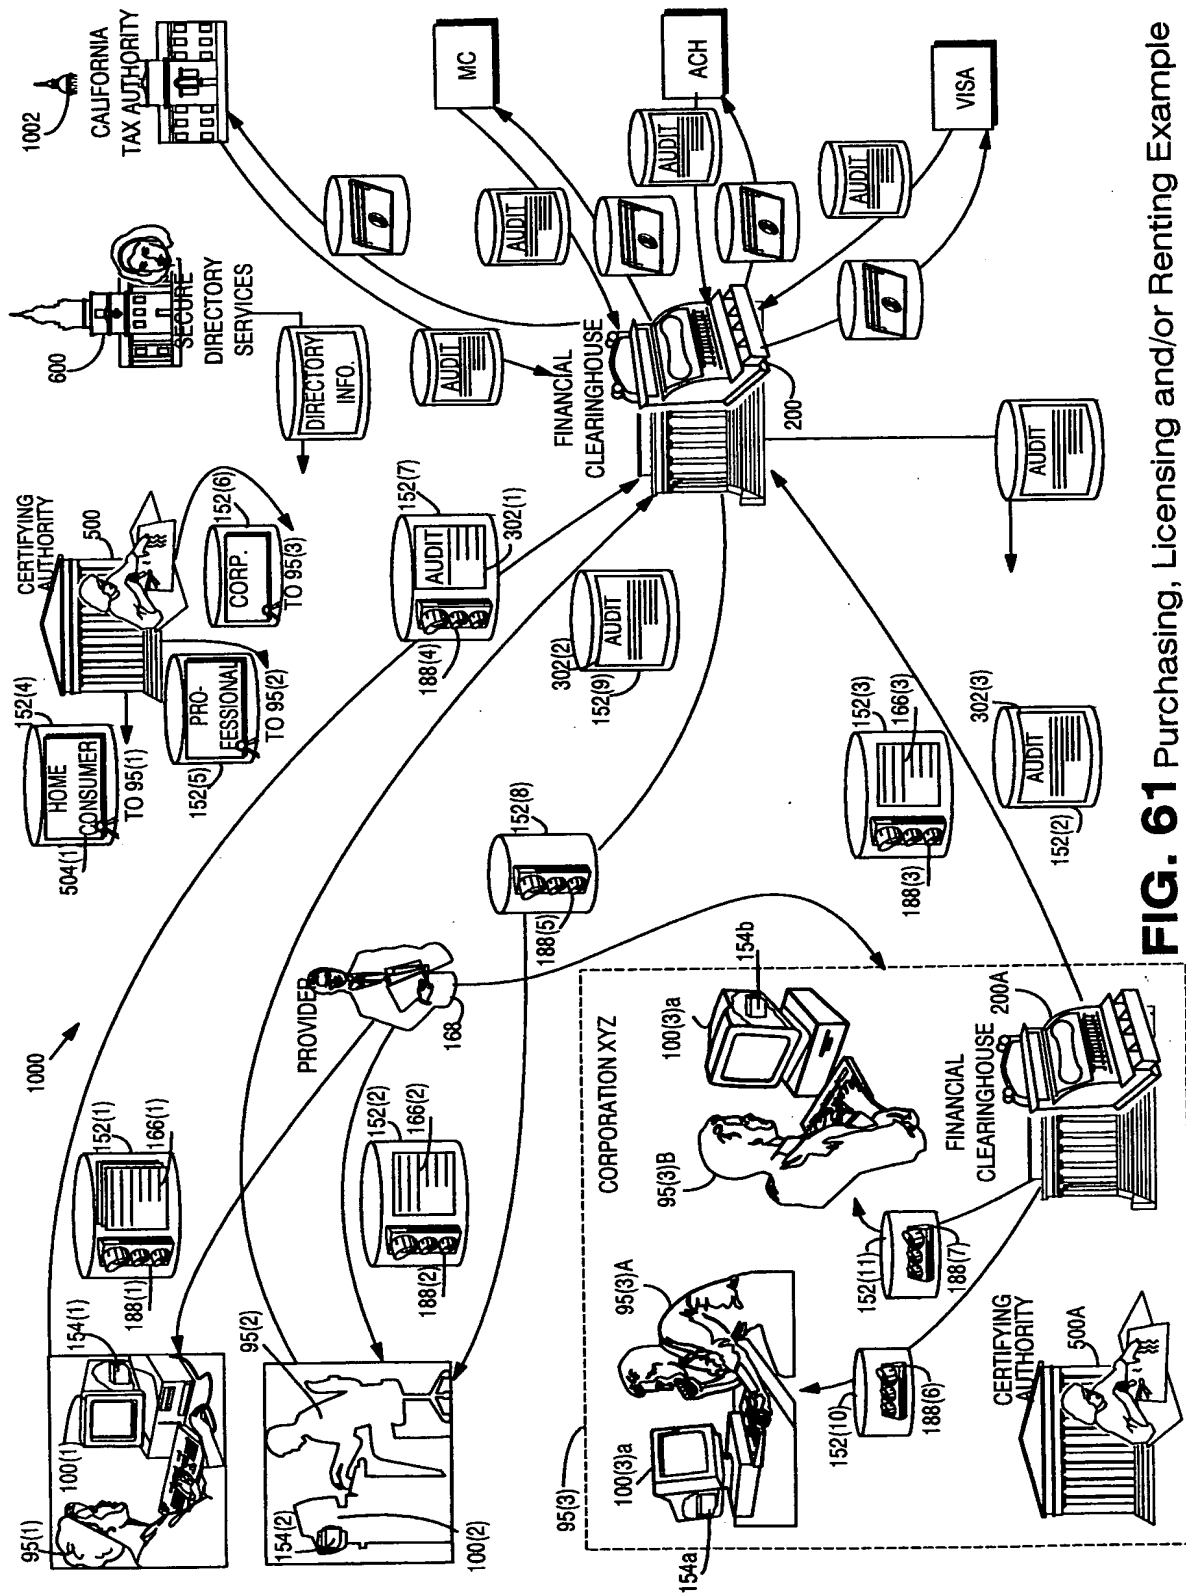 1002
CALIFORNIA
TAX AUTHORITY
MC
ACH
VISA
AUDIT
AUDIT
AUDIT
600
SECURE
DIRECTORY
SERVICES
DIRECTORY
INFO.
AUDIT
FINANCIAL
CLEARINGHOUSE
200
AUDIT
CERTIFYING
AUTHORITY
500
152(6)
CORP.
TO 95(3)
152(4)
HOME
CONSUMER
504(1)
TO 95(1)
PRO-
FESSIONAL
152(5)
TO 95(2)
152(7)
AUDIT
302(1)
188(4)
302(2)
AUDIT
152(9)
152(8)
188(5)
152(3)
166(3)
188(3)
302(3)
AUDIT
152(2)
1000
PROVIDER
168
152(1)
166(1)
188(1)
152(2)
166(2)
188(2)
154(1)
100(1)
95(1)
95(2)
154(2)
100(2)
CORPORATION XYZ
154b
100(3)a
95(3)B
200A
FINANCIAL
CLEARINGHOUSE
152(11)
188(7)
95(3)A
95(3)
100(3)a
154a
152(10)
188(6)
CERTIFYING
AUTHORITY
500A
FIG. 61 Purchasing, Licensing and/or Renting Example